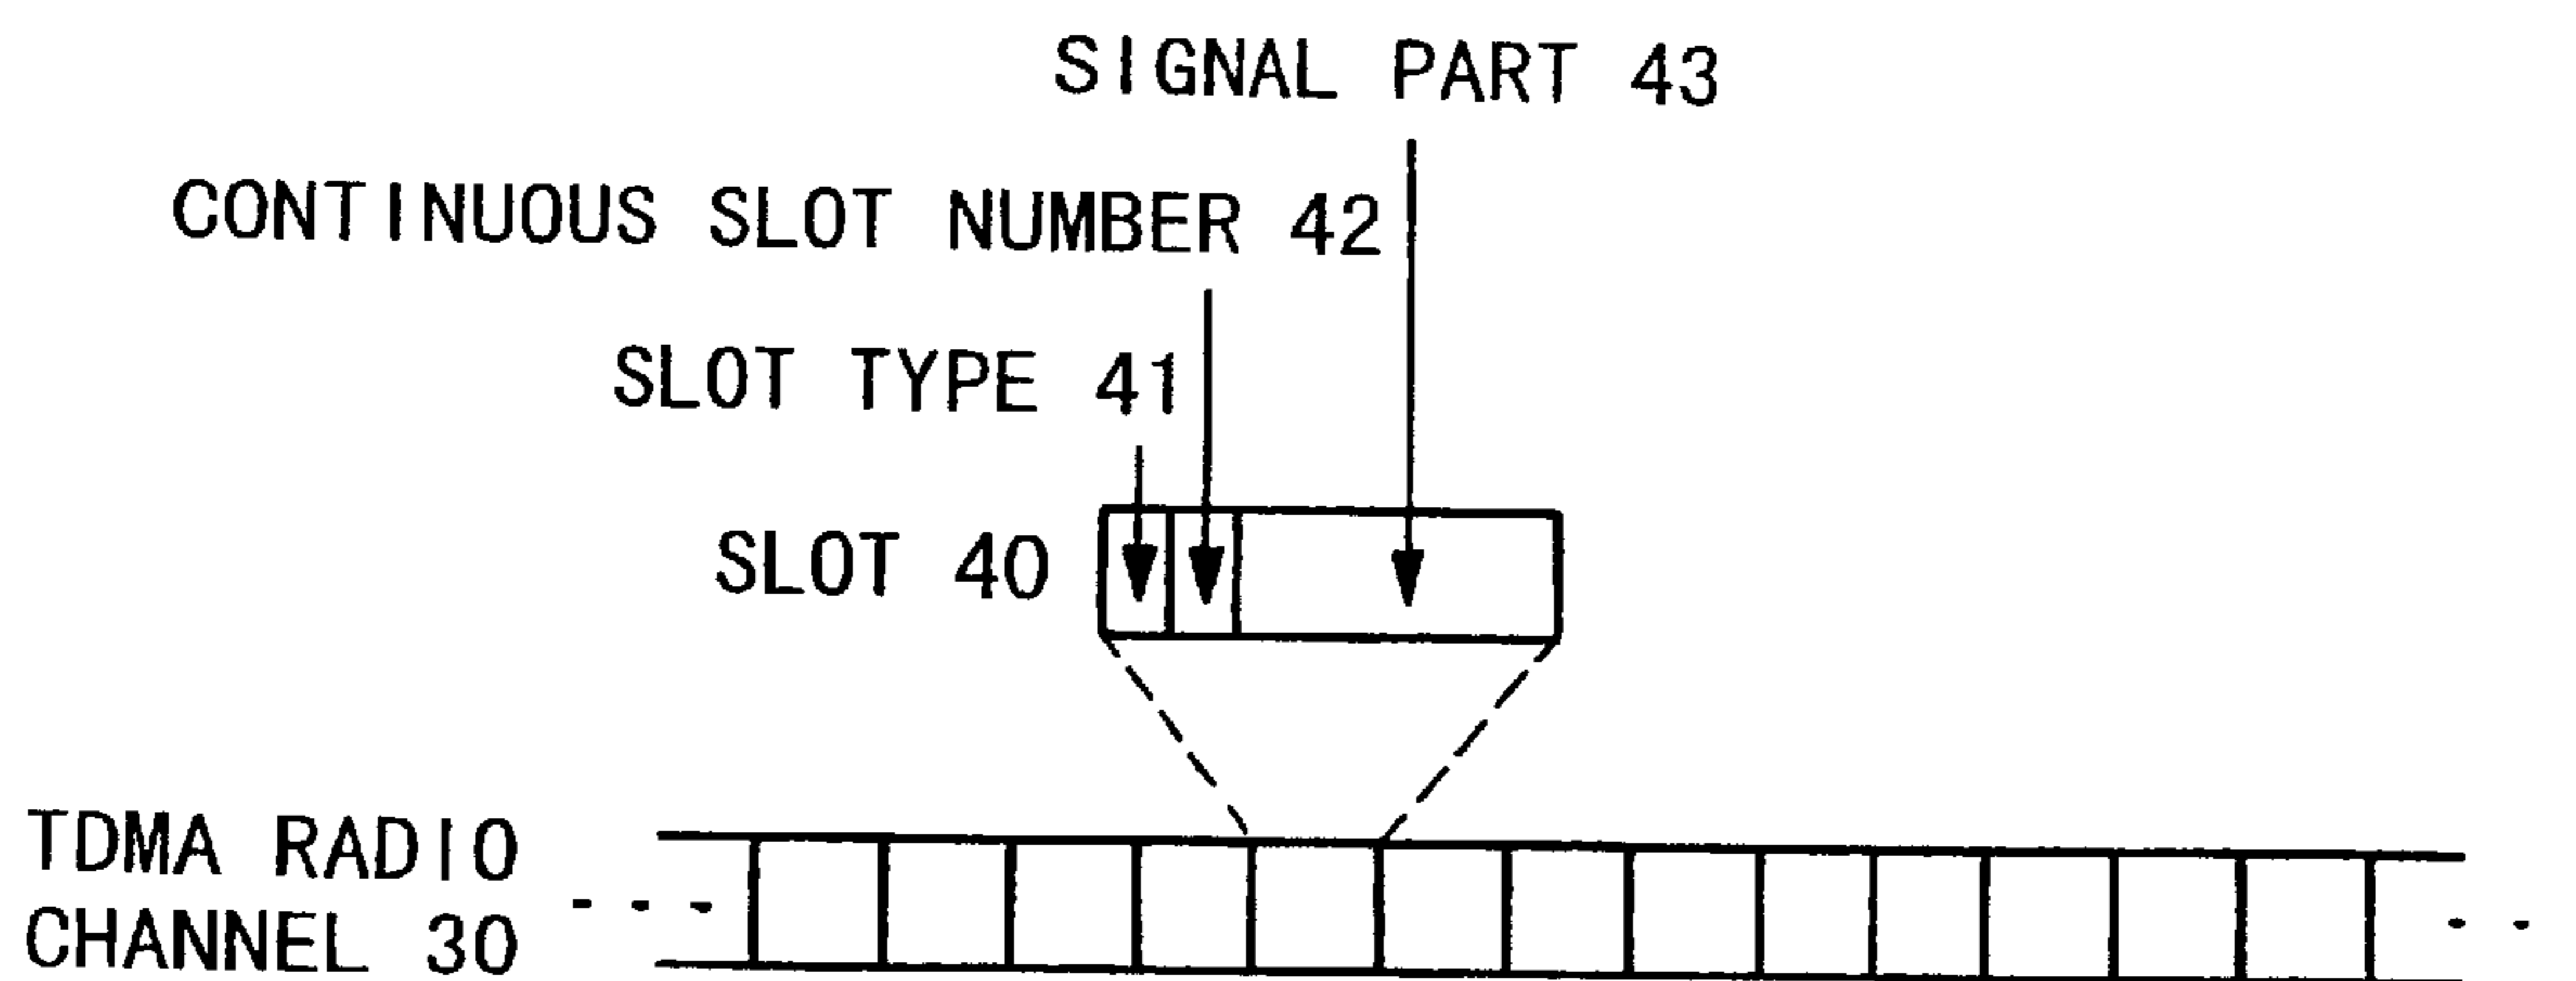 SIGNAL PART 43
CONTINUOUS SLOT NUMBER 42
SLOT TYPE 41
SLOT 40
TDMA RADIO
CHANNEL 30